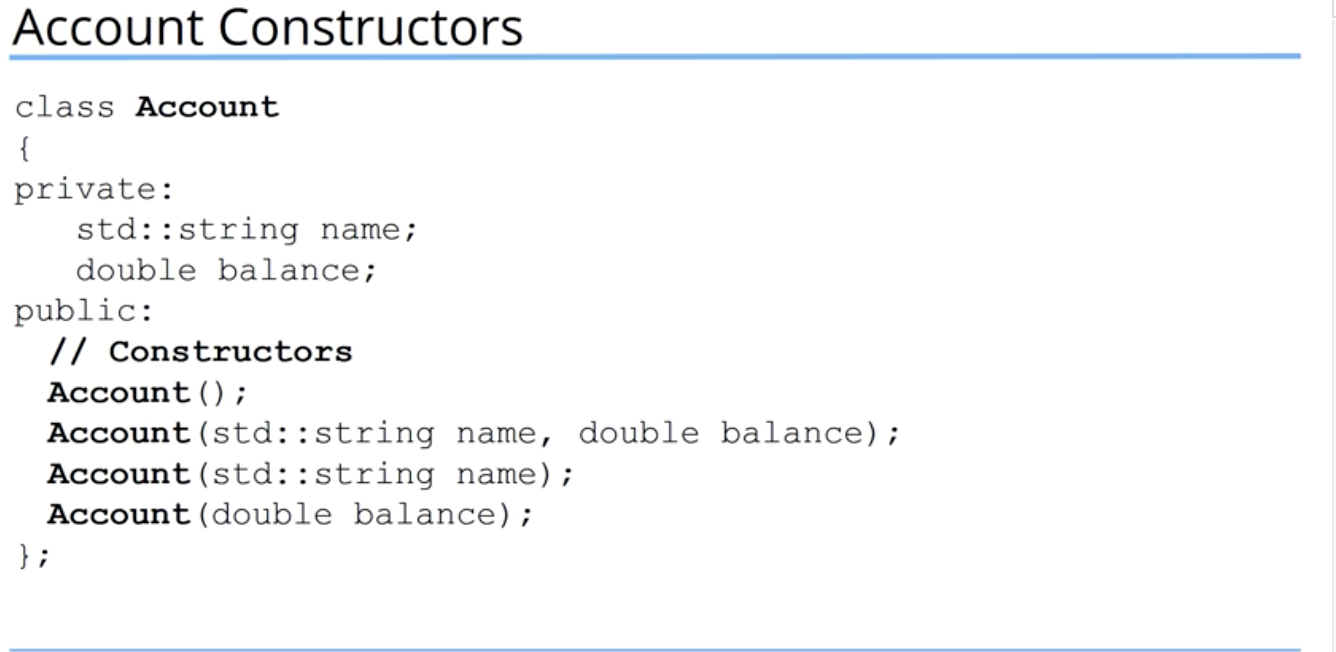 Account Constructors
class Account
{
private:
std::string name;
double balance;
public:
// Constructors
Account();
Account(std::string name, double balance);
Account(std::string name);
Account(double balance);
};